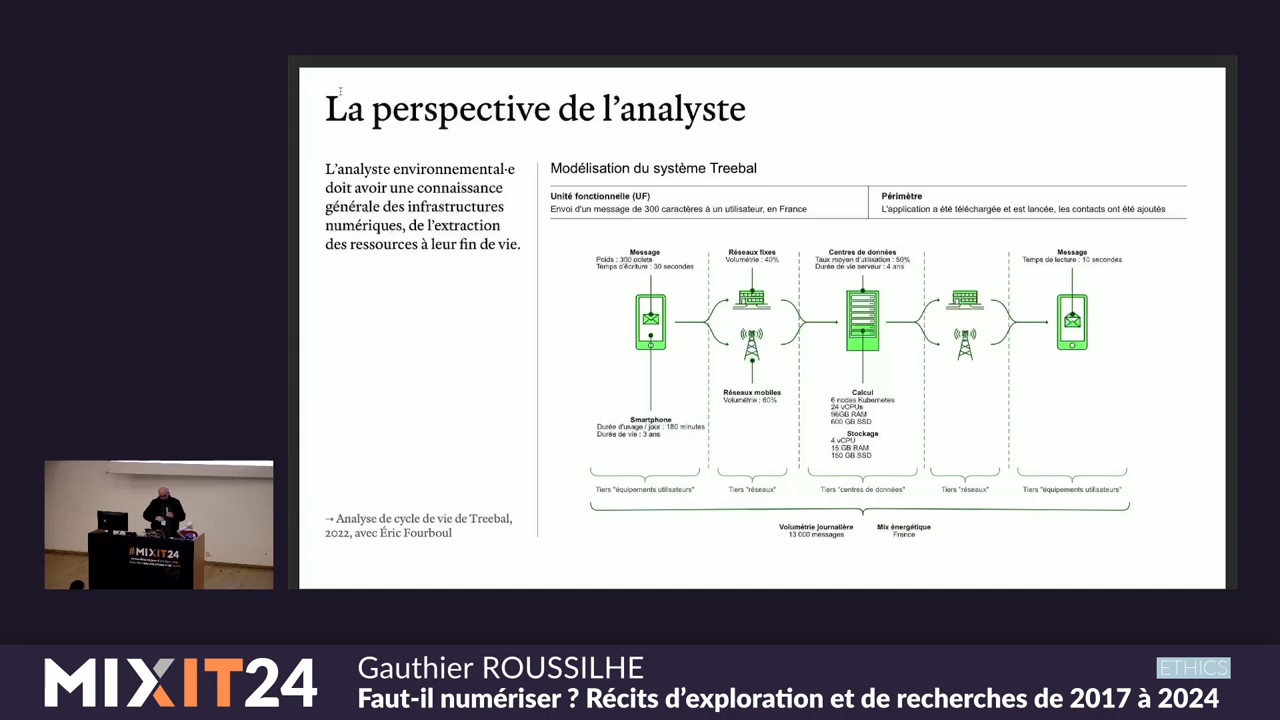 La perspective de l’analyste
L’analyste environnemental·e
doit avoir une connaissance
générale des infrastructures
numériques, de l’extraction
des ressources à leur fin de vie.
→ Analyse de cycle de vie de Treebal,
2022, avec Éric Fourboul
Modélisation du système Treebal
Unité fonctionnelle (UF)
Envoi d'un message de 300 caractères à un utilisateur, en France
Périmètre
L'application a été téléchargée et est lancée, les contacts ont été ajoutés
Message
Poids : 300 octets
Temps d'écriture : 30 secondes
Réseaux fixes
Volumétrie : 40%
Centres de données
Taux moyen d'utilisation : 50%
Durée de vie serveur : 4 ans
Message
Temps de lecture : 10 secondes
Smartphone
Durée d'usage / jour : 180 minutes
Durée de vie : 3 ans
Réseaux mobiles
Volumétrie : 60%
Calcul
6 nodes Kubernetes
24 vCPUs
96GB RAM
600 GB SSD
Stockage
4 vCPU
15 GB RAM
150 GB SSD
Tiers "équipements utilisateurs"
Tiers "réseaux"
Tiers "centres de données"
Tiers "réseaux"
Tiers "équipements utilisateurs"
Volumétrie journalière
13 000 messages
Mix énergétique
France
#MIXIT24
MIXIT24
Gauthier ROUSSILHE
Faut-il numériser ? Récits d’exploration et de recherches de 2017 à 2024
ETHICS